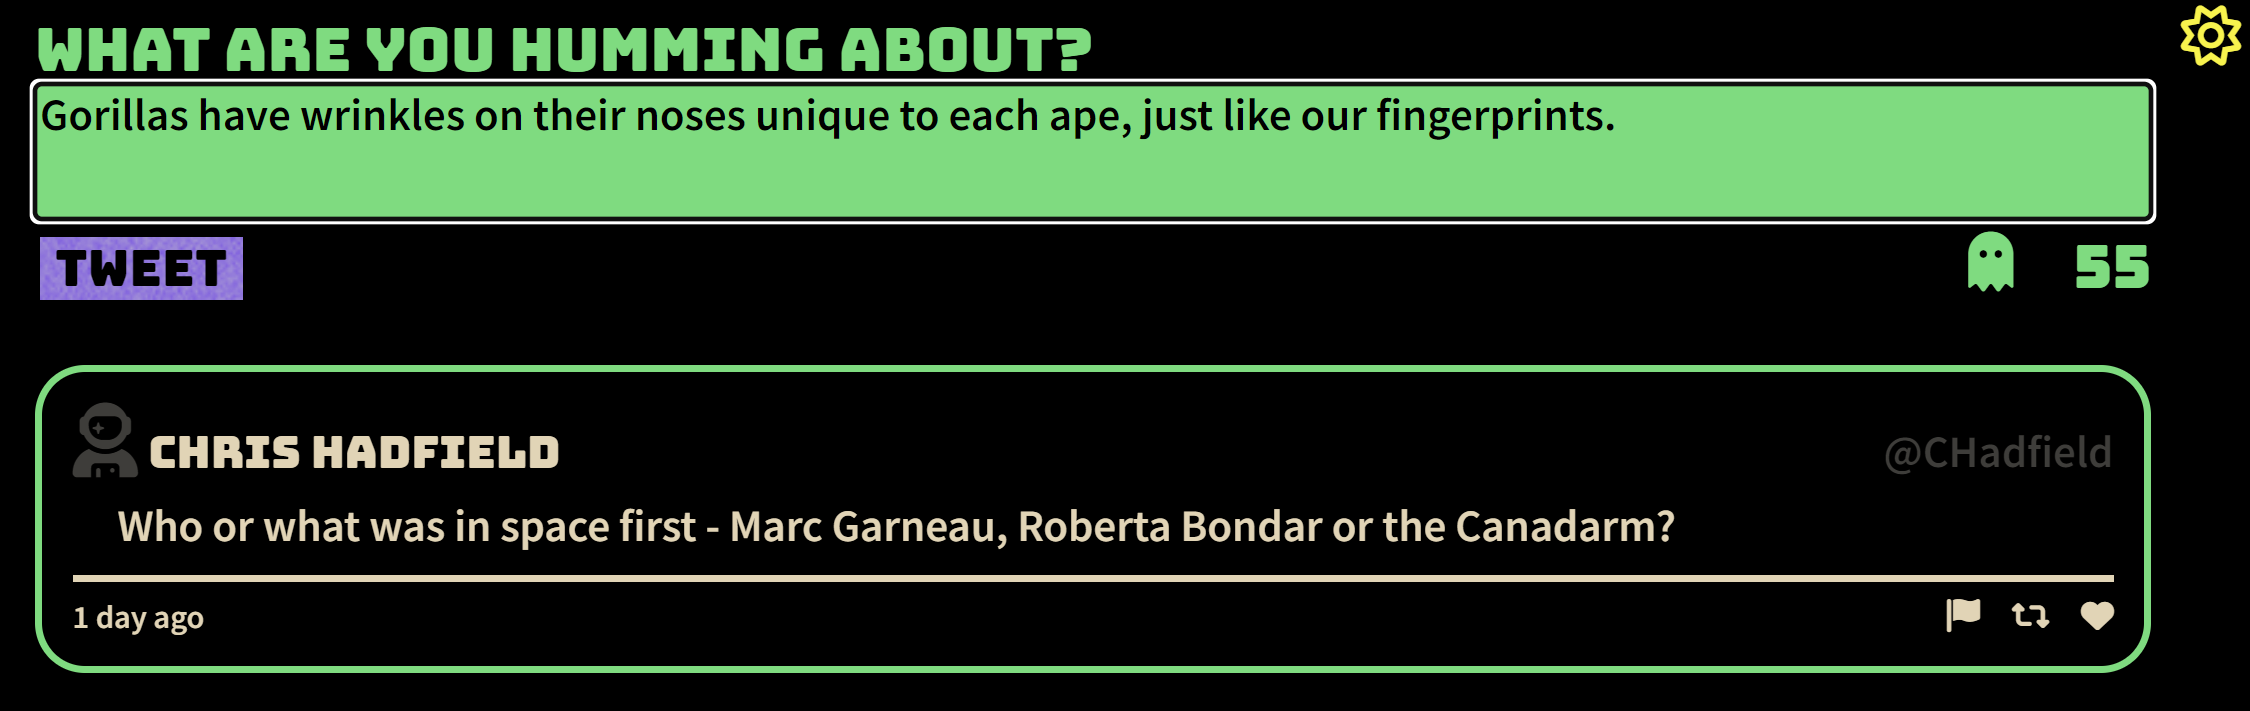 WHAT ARE YOU HUMMING ABOUT?
Gorillas have wrinkles on their noses unique to each ape, just like our fingerprints.
TWEET
55
CHRIS HADFIELD
@CHadfield
Who or what was in space first - Marc Garneau, Roberta Bondar or the Canadarm?
1 day ago